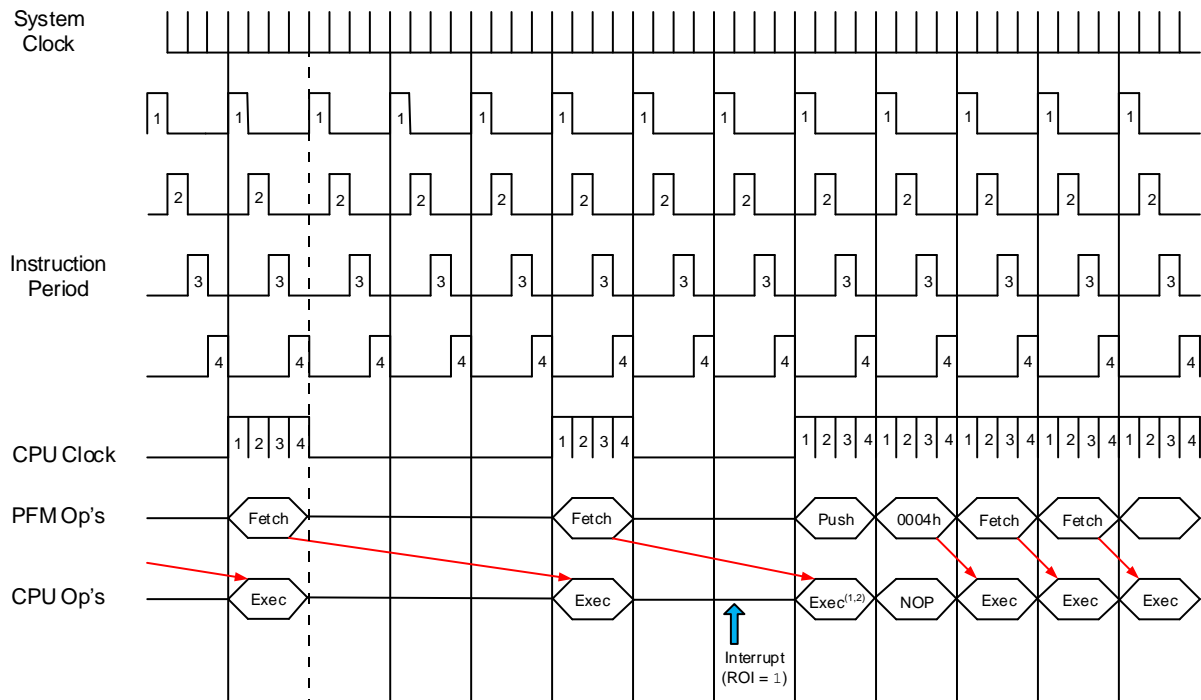 System
Clock
1 1 1 1 1 1 1 1 1 1 1 1 1
2 2 2 2 2 2 2 2 2 2 2 2 2
Instruction
Period
3 3 3 3 3 3 3 3 3 3 3 3 3
4 4 4 4 4 4 4 4 4 4 4 4 4
CPU Clock
1 2 3 4 1 2 3 4 1 2 3 4 1 2 3 4 1 2 3 4 1 2 3 4 1 2 3 4
PFM Op's
Fetch Fetch Push 0004h Fetch Fetch
CPU Op's
Exec Exec Exec(1,2) NOP Exec Exec Exec
Interrupt
(ROI = 1)